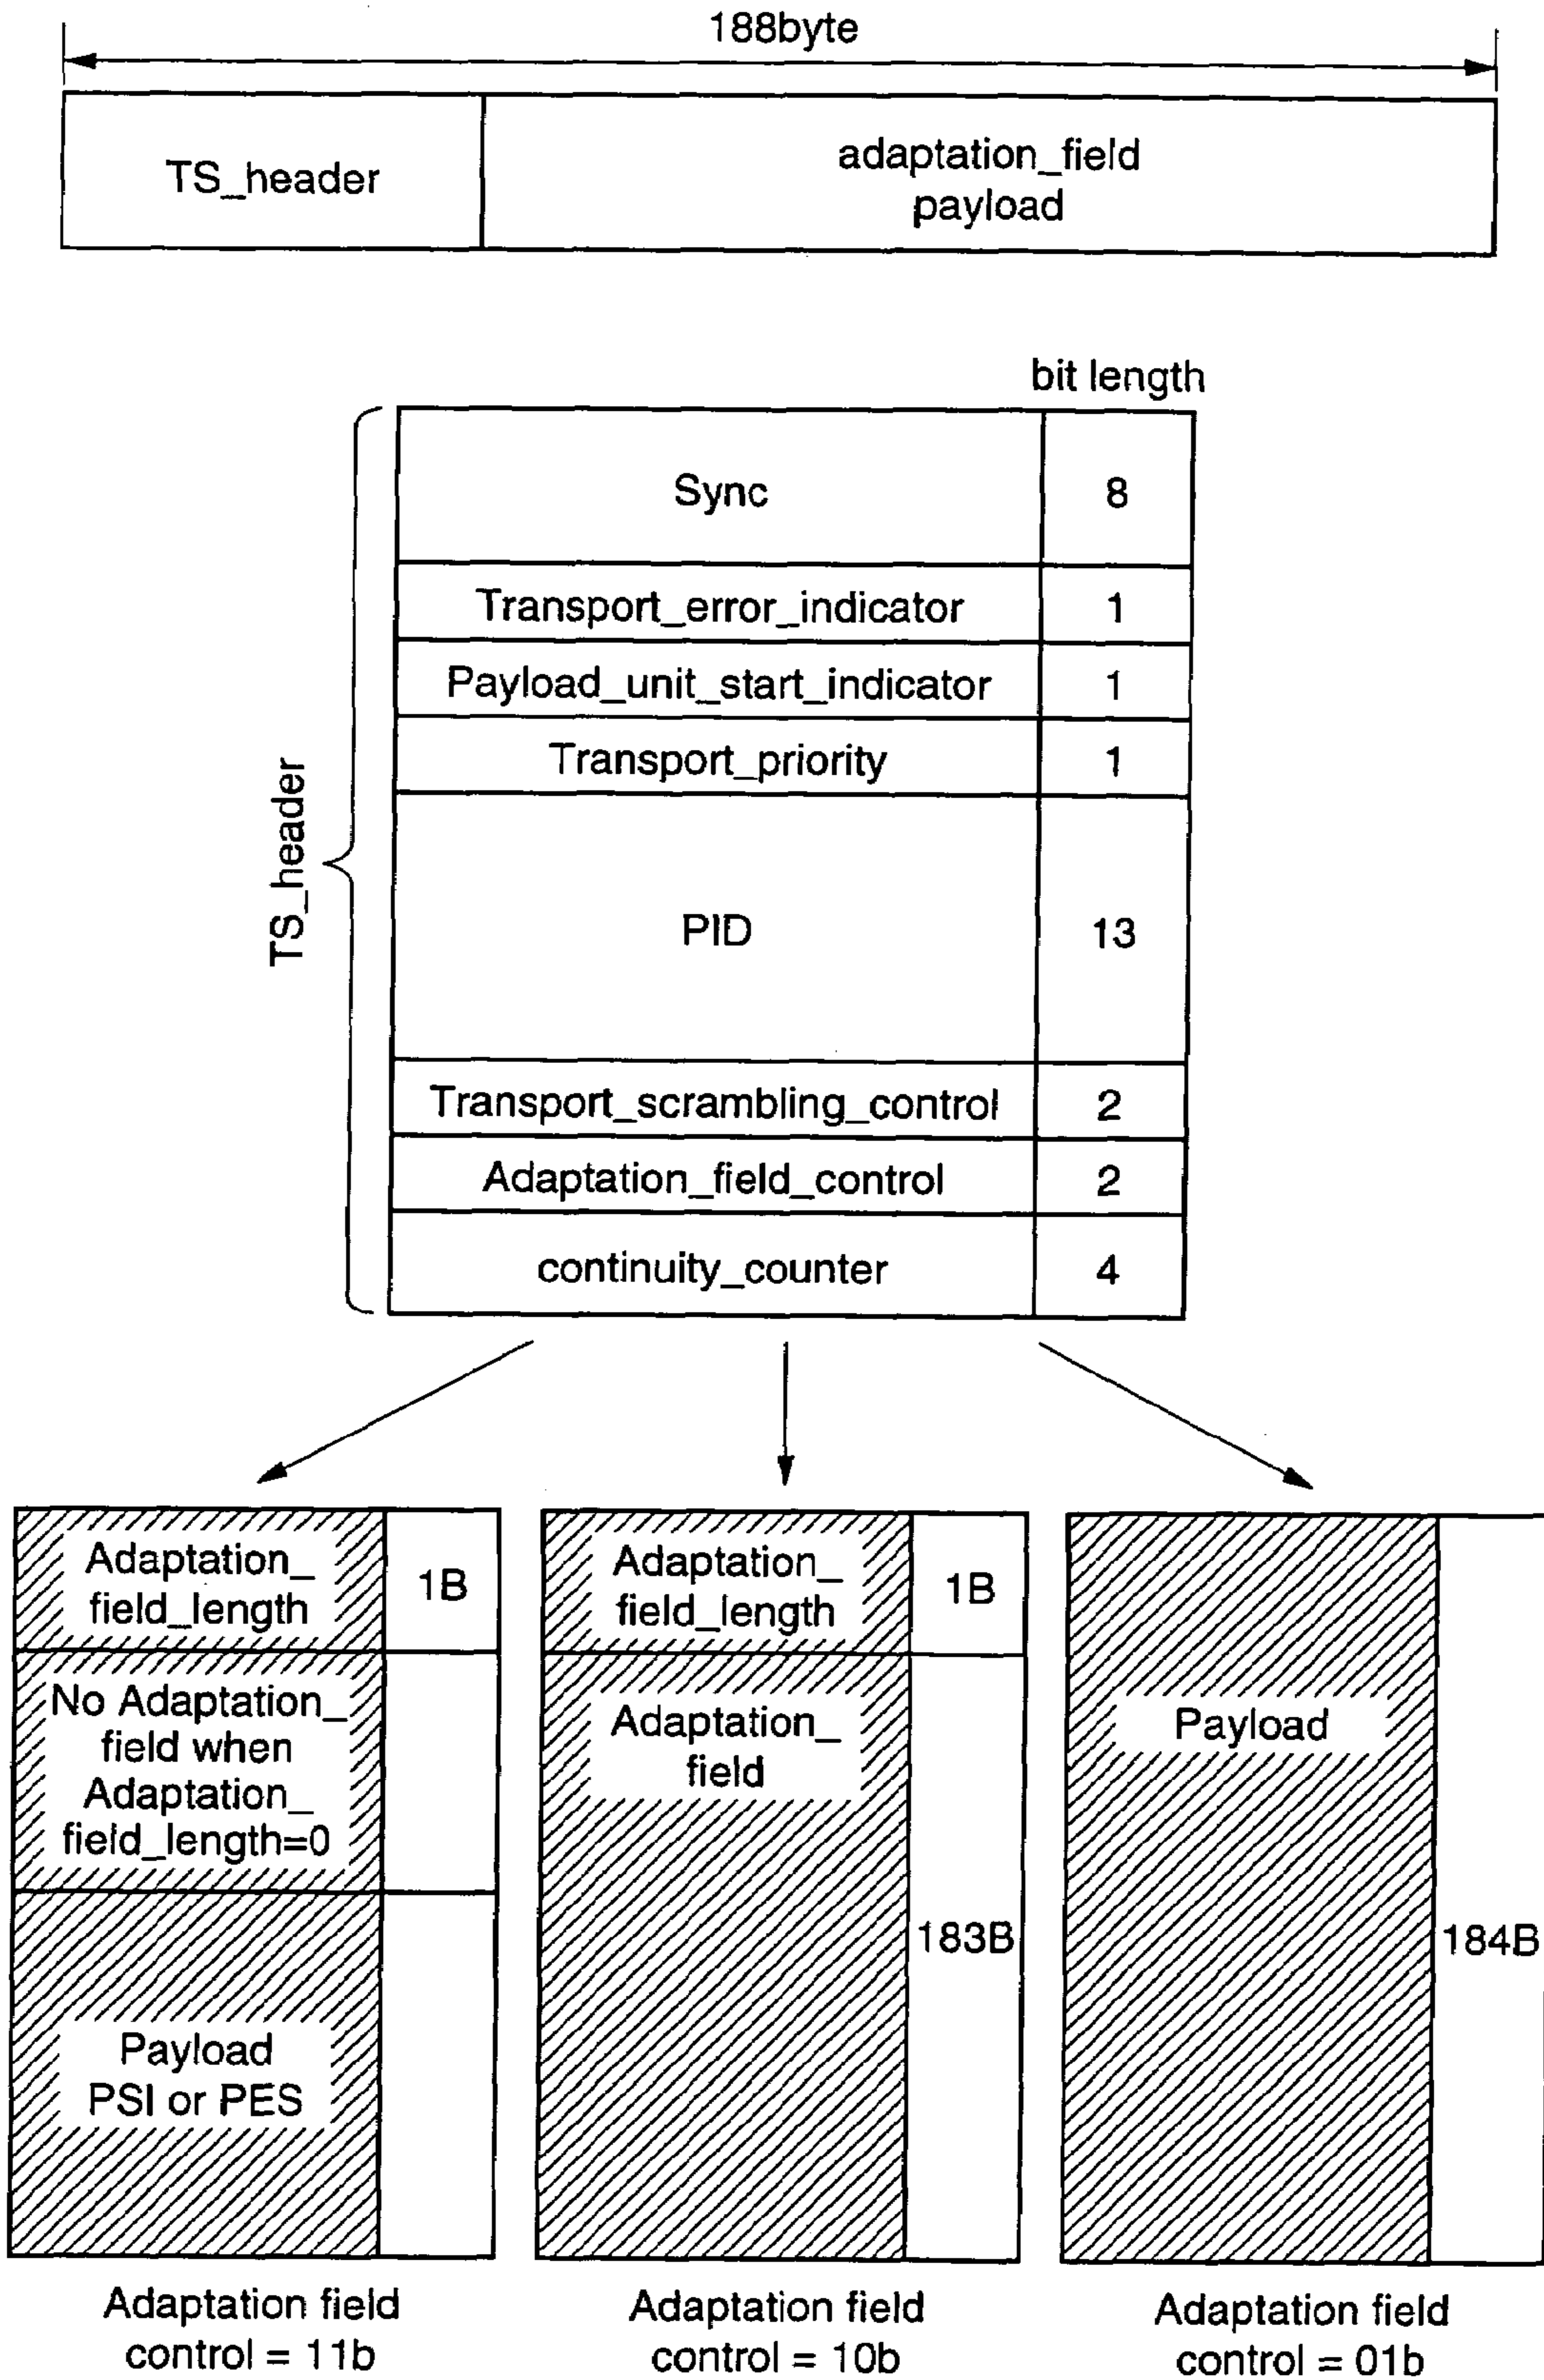 188byte
TS_header
adaptation_field
payload
bit length
TS_header
Sync
8
Transport_error_indicator
1
Payload_unit_start_indicator
1
Transport_priority
1
PID
13
Transport_scrambling_control
2
Adaptation_field_control
2
continuity_counter
4
Adaptation_
field_length
1B
No Adaptation_
field when
Adaptation_
field_length=0
Payload
PSI or PES
Adaptation field
control = 11b
Adaptation_
field_length
1B
Adaptation_
field
183B
Adaptation field
control = 10b
Payload
184B
Adaptation field
control = 01b